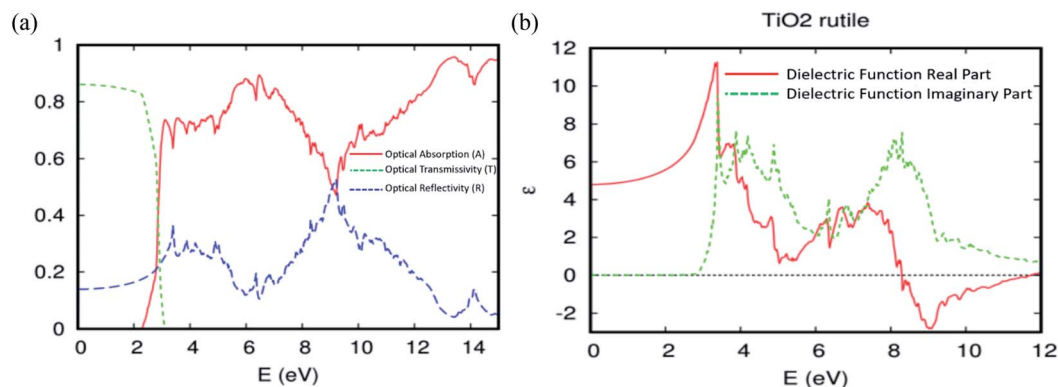 (a)
1
0.8
0.6
0.4
0.2
0
Optical Absorption (A)
Optical Transmissivity (T)
Optical Reflectivity (R)
0 2 4 6 8 10 12 14
E (eV)
(b)
TiO2 rutile
12
10
8
6
4
2
0
-2
ε
Dielectric Function Real Part
Dielectric Function Imaginary Part
0 2 4 6 8 10 12
E (eV)